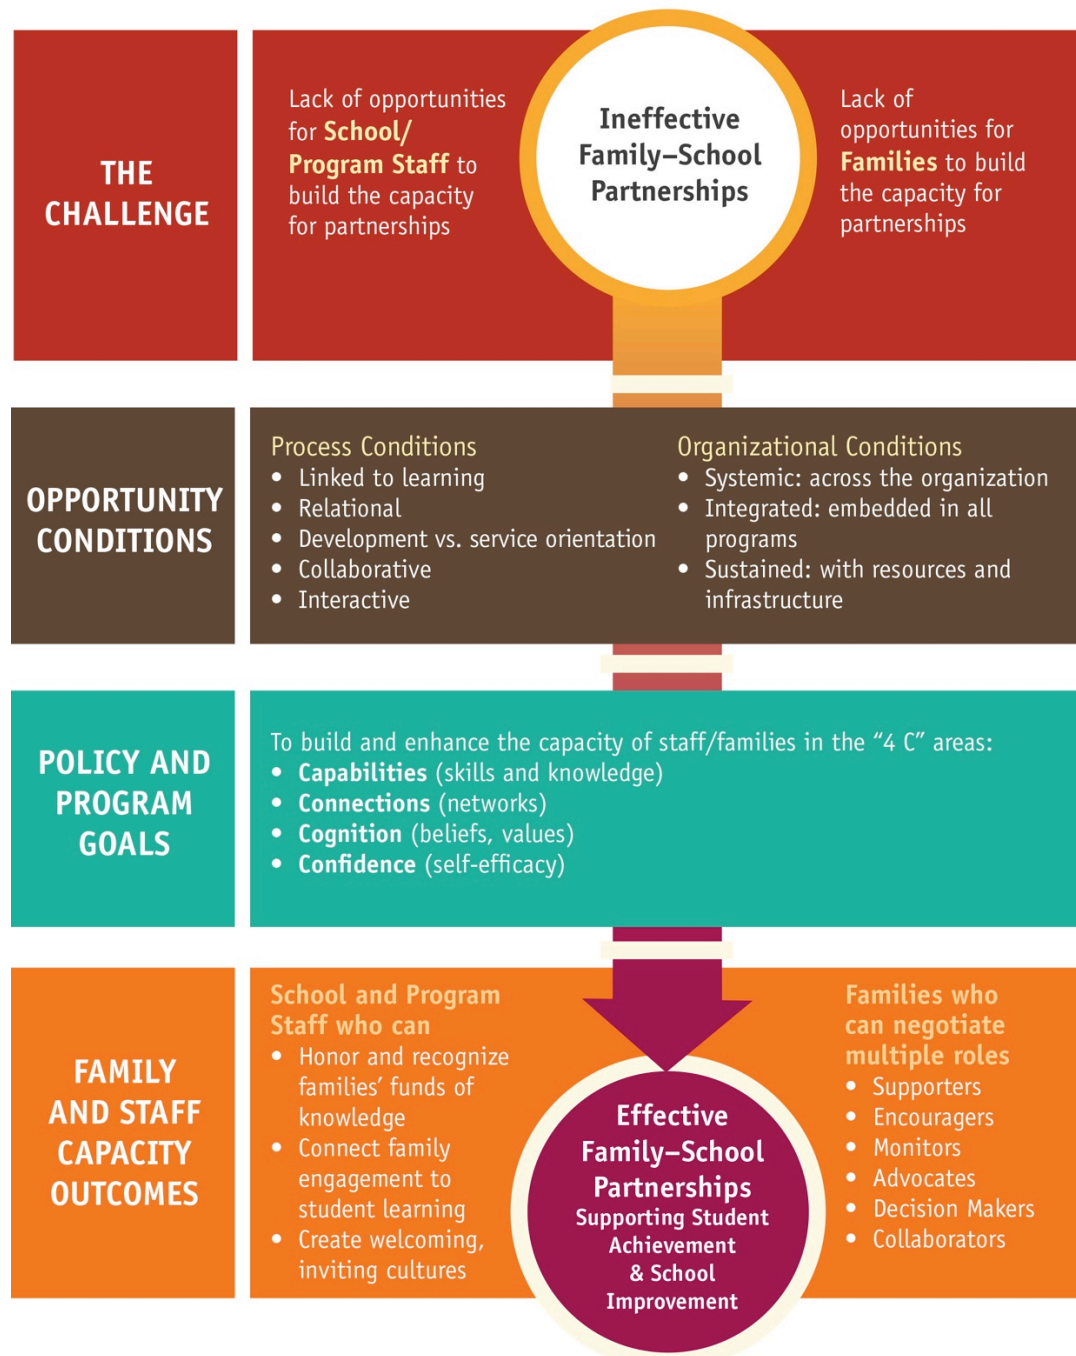 THE
CHALLENGE
Lack of opportunities
for School/
Program Staff to
build the capacity
for partnerships
Ineffective
Family–School
Partnerships
Lack of
opportunities for
Families to build
the capacity for
partnerships
OPPORTUNITY
CONDITIONS
Process Conditions
• Linked to learning
• Relational
• Development vs. service orientation
• Collaborative
• Interactive
Organizational Conditions
• Systemic: across the organization
• Integrated: embedded in all
programs
• Sustained: with resources and
infrastructure
POLICY AND
PROGRAM
GOALS
To build and enhance the capacity of staff/families in the “4 C” areas:
• Capabilities (skills and knowledge)
• Connections (networks)
• Cognition (beliefs, values)
• Confidence (self-efficacy)
FAMILY
AND STAFF
CAPACITY
OUTCOMES
School and Program
Staff who can
• Honor and recognize
families’ funds of
knowledge
• Connect family
engagement to
student learning
• Create welcoming,
inviting cultures
Effective
Family–School
Partnerships
Supporting Student
Achievement
& School
Improvement
Families who
can negotiate
multiple roles
• Supporters
• Encouragers
• Monitors
• Advocates
• Decision Makers
• Collaborators